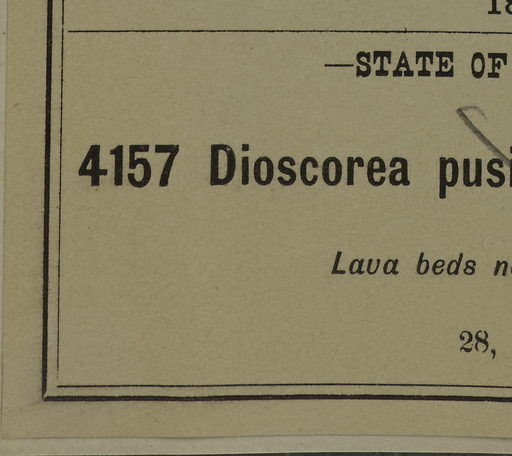 18
—STATE OF
4157 Dioscorea pusi
Lava beds n
28,